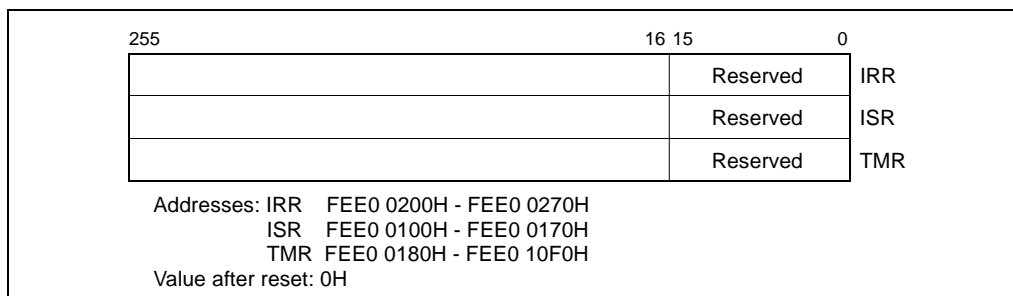 255 16 15 0
Reserved IRR
Reserved ISR
Reserved TMR
Addresses: IRR FEE0 0200H - FEE0 0270H
ISR FEE0 0100H - FEE0 0170H
TMR FEE0 0180H - FEE0 10F0H
Value after reset: 0H